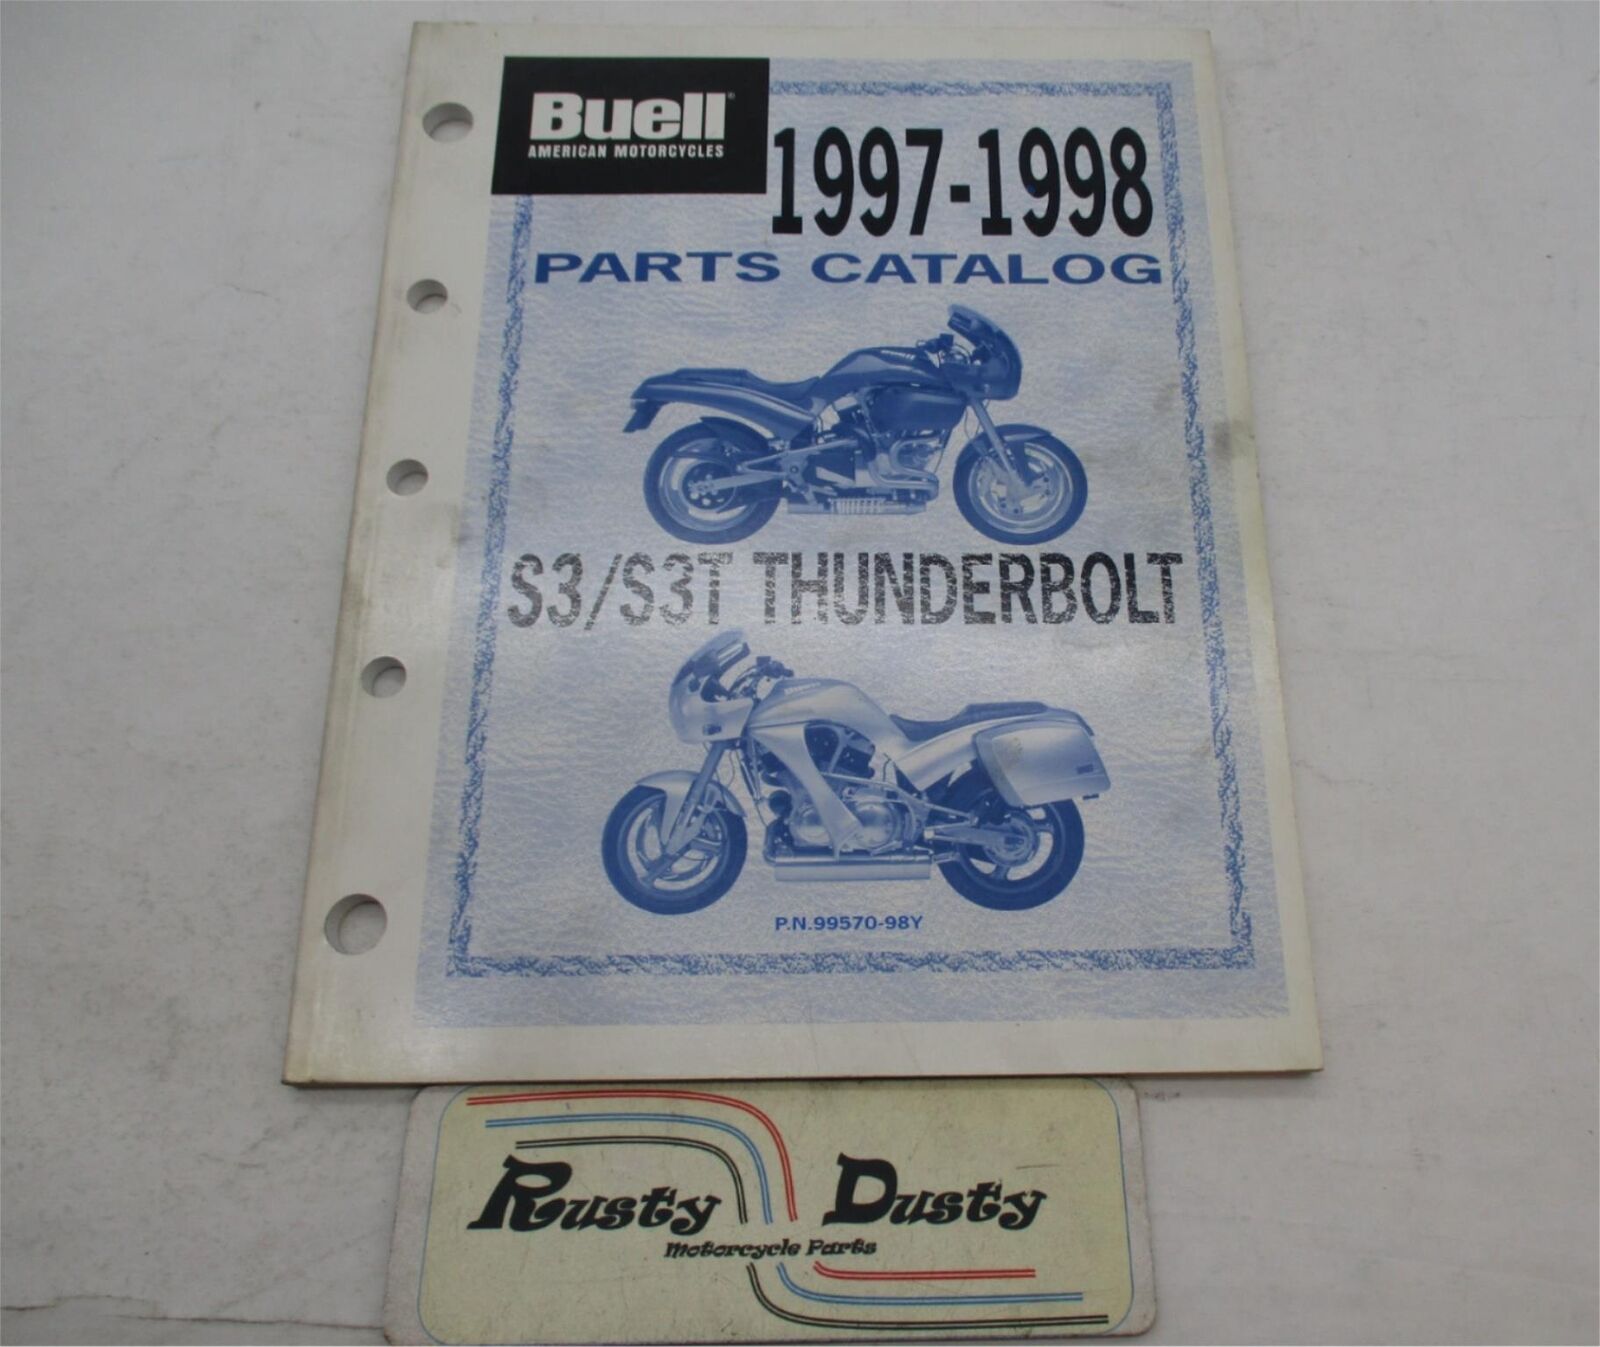 Buell®
AMERICAN MOTORCYCLES
1997-1998
PARTS CATALOG
S3/S3T THUNDERBOLT
P.N.99570-98Y
Rusty Dusty
Motorcycle Parts